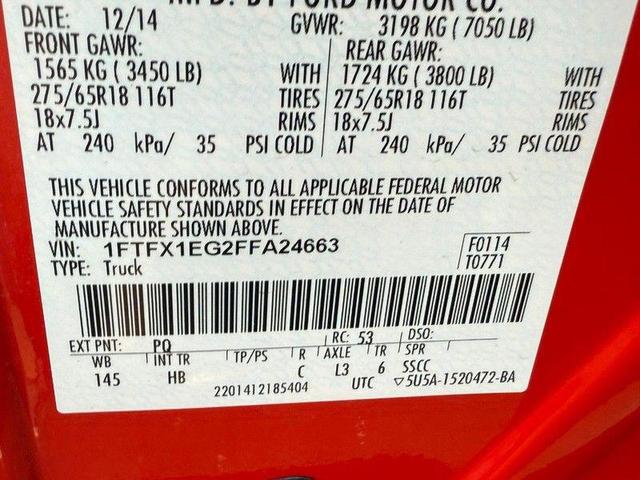 MFD. BY FORD MOTOR CO.
DATE: 12/14 GVWR: 3198 KG ( 7050 LB)
FRONT GAWR: REAR GAWR:
1565 KG ( 3450 LB) WITH 1724 KG ( 3800 LB) WITH
275/65R18 116T TIRES 275/65R18 116T TIRES
18x7.5J RIMS 18x7.5J RIMS
AT 240 kPa/ 35 PSI COLD AT 240 kPa/ 35 PSI COLD
THIS VEHICLE CONFORMS TO ALL APPLICABLE FEDERAL MOTOR
VEHICLE SAFETY STANDARDS IN EFFECT ON THE DATE OF
MANUFACTURE SHOWN ABOVE.
VIN: 1FTFX1EG2FFA24663 F0114
TYPE: Truck T0771
EXT PNT: PQ RC: 53 DSO:
WB INT TR TP/PS R AXLE TR SPR
145 HB C L3 6 SSCC
2201412185404 UTC ▽5U5A-1520472-BA